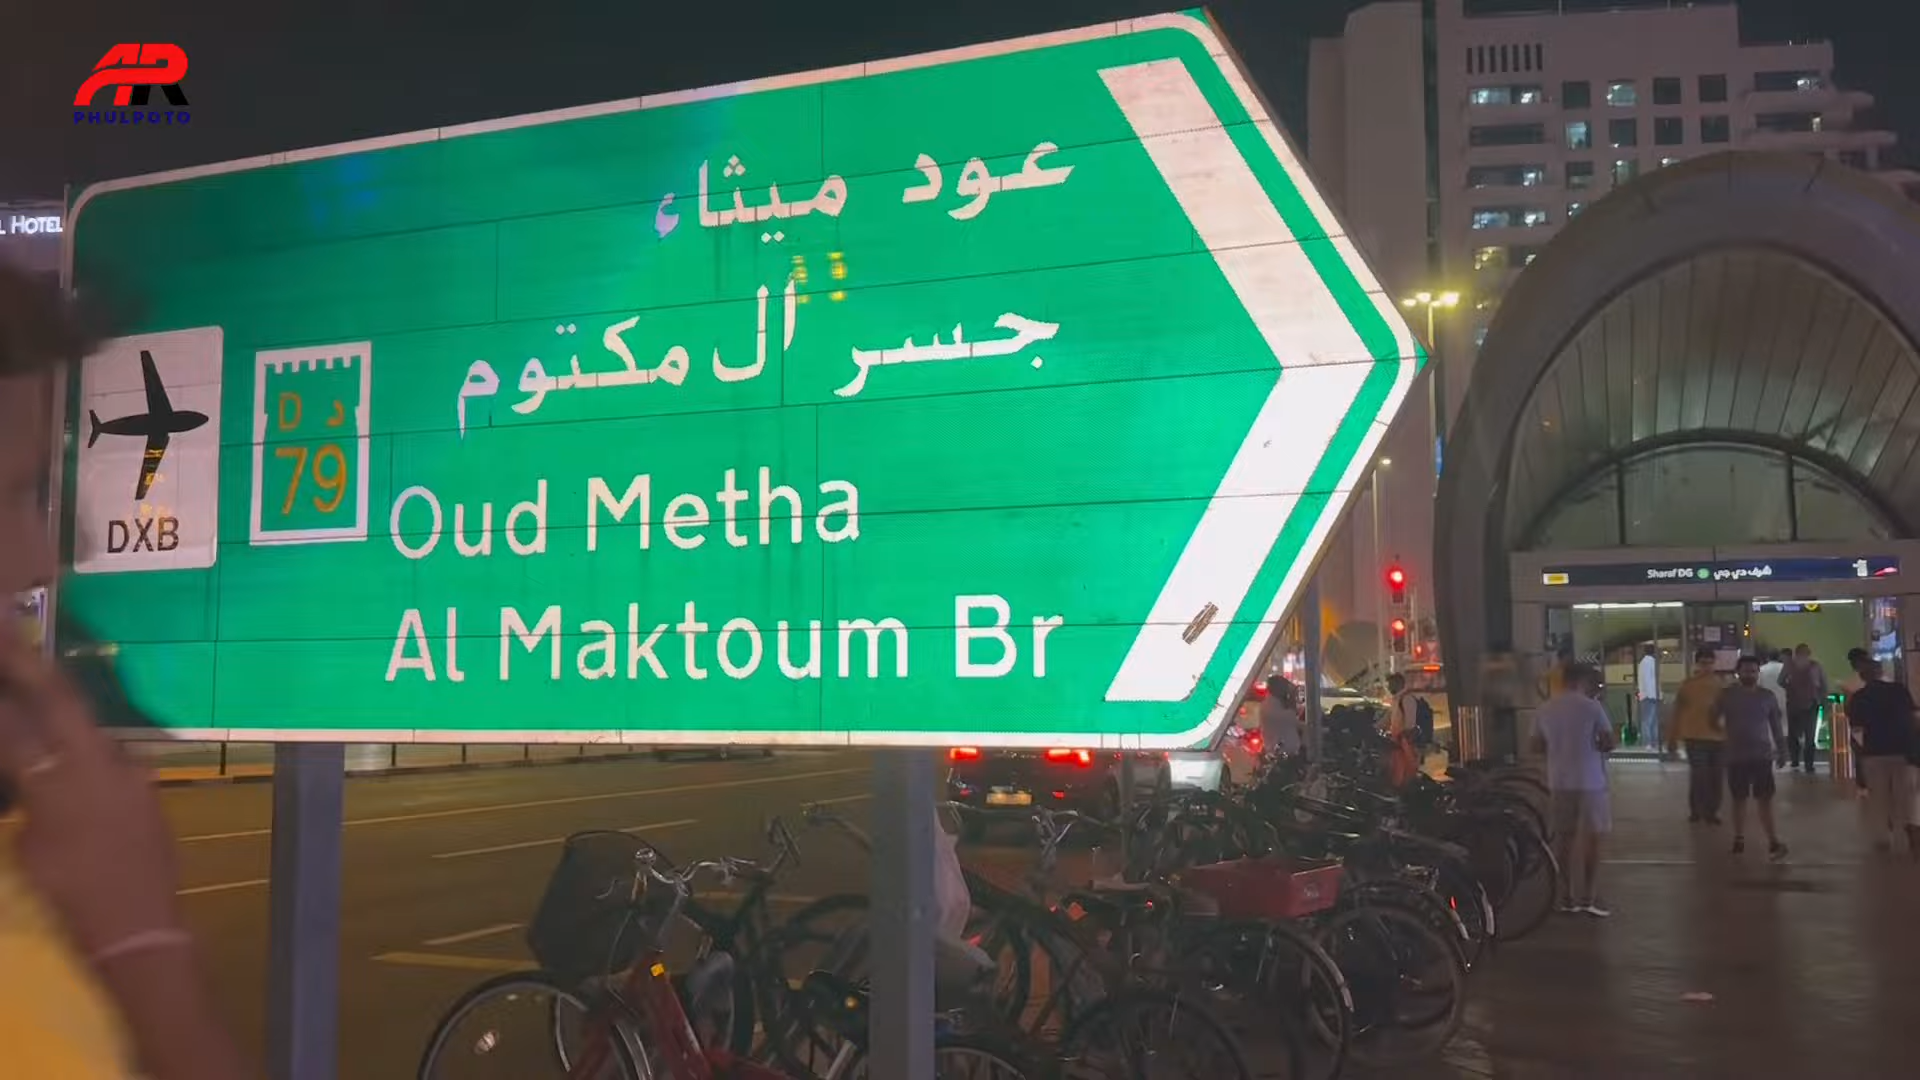 AR
PHULPOTO
L HOTEL
عود ميثاء
جسر آل مكتوم
D د
79
DXB
Oud Metha
Al Maktoum Br
Sharaf DG شرف دي جي